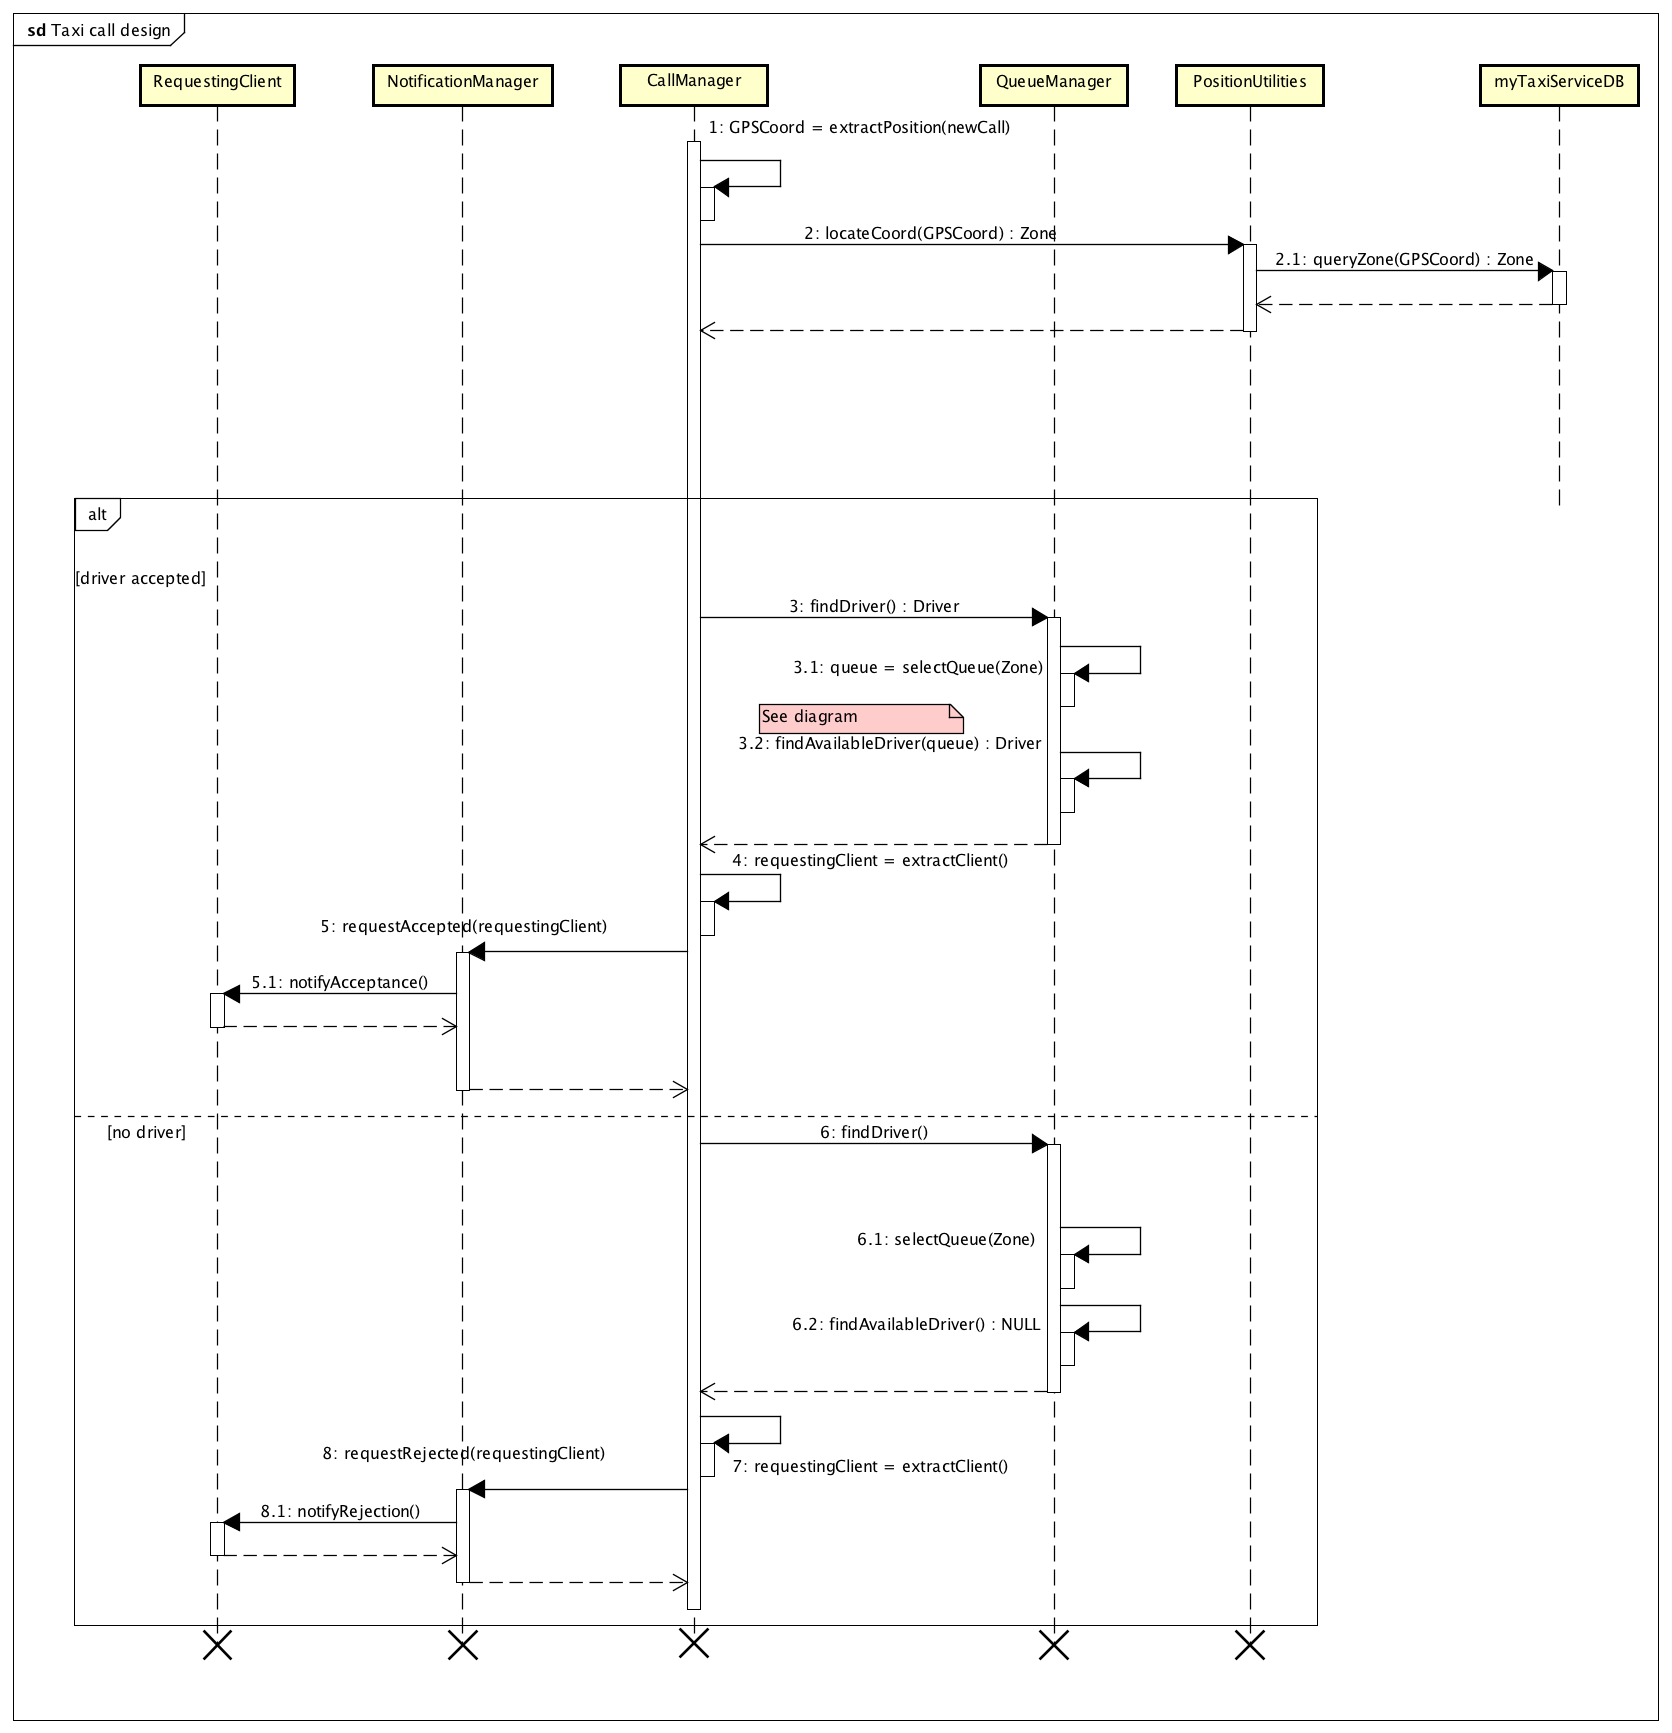 sd Taxi call design
RequestingClient
NotificationManager
CallManager
QueueManager
PositionUtilities
myTaxiServiceDB
1: GPSCoord = extractPosition(newCall)
2: locateCoord(GPSCoord) : Zone
2.1: queryZone(GPSCoord) : Zone
alt
[driver accepted]
3: findDriver() : Driver
3.1: queue = selectQueue(Zone)
See diagram
3.2: findAvailableDriver(queue) : Driver
4: requestingClient = extractClient()
5: requestAccepted(requestingClient)
5.1: notifyAcceptance()
[no driver]
6: findDriver()
6.1: selectQueue(Zone)
6.2: findAvailableDriver() : NULL
8: requestRejected(requestingClient)
7: requestingClient = extractClient()
8.1: notifyRejection()